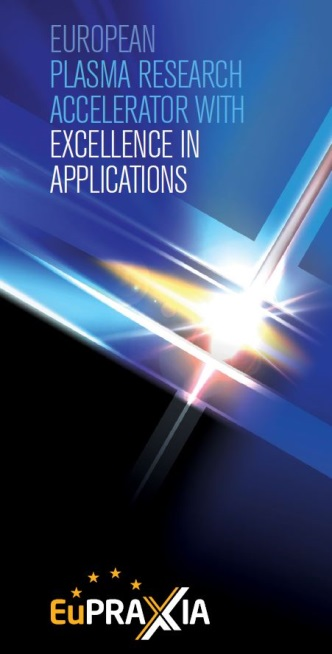 EUROPEAN
PLASMA RESEARCH
ACCELERATOR WITH
EXCELLENCE IN
APPLICATIONS
EuPRAXIA